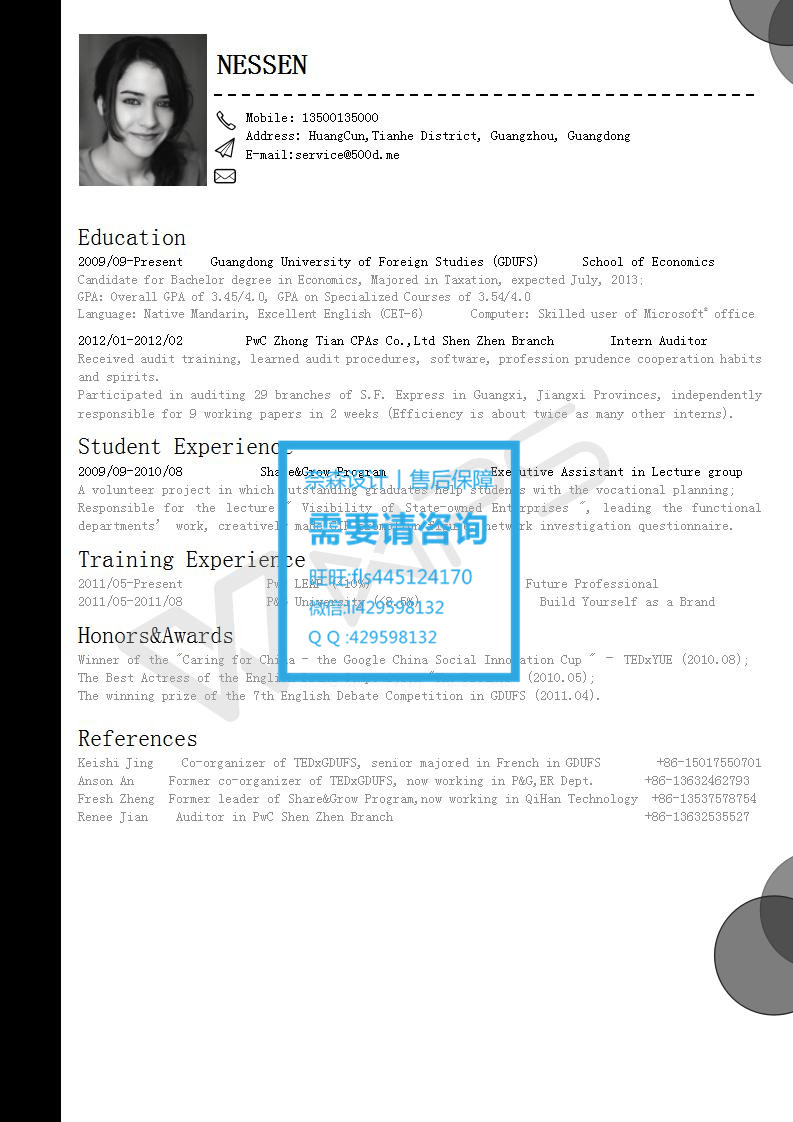 NESSEN
Mobile: 13500135000
Address: HuangCun,Tianhe District, Guangzhou, Guangdong
E-mail:service@500d.me
Education
2009/09-Present Guangdong University of Foreign Studies (GDUFS) School of Economics
Candidate for Bachelor degree in Economics, Majored in Taxation, expected July, 2013;
GPA: Overall GPA of 3.45/4.0, GPA on Specialized Courses of 3.54/4.0
Language: Native Mandarin, Excellent English (CET-6) Computer: Skilled user of Microsoft® office
2012/01-2012/02 PwC Zhong Tian CPAs Co.,Ltd Shen Zhen Branch Intern Auditor
Received audit training, learned audit procedures, software, profession prudence cooperation habits
and spirits.
Participated in auditing 29 branches of S.F. Express in Guangxi, Jiangxi Provinces, independently
responsible for 9 working papers in 2 weeks (Efficiency is about twice as many other interns).
Student Experience
2009/09-2010/08 Share&Grow Program Executive Assistant in Lecture group
A volunteer project in which outstanding graduates help students with the vocational planning;
Responsible for the lecture " Visibility of State-owned Enterprises ", leading the functional
departments' work, creatively made network investigation questionnaire.
奈森设计丨售后保障
需要请咨询
旺旺:fls445124170
微信:li429598132
Q Q :429598132
Training Experience
2011/05-Present PwC LEAP (<10%) Future Professional
2011/05-2011/08 P&G University (<8.5%) Build Yourself as a Brand
Honors&Awards
Winner of the "Caring for China - the Google China Social Innovation Cup " - TEDxYUE (2010.08);
The Best Actress of the English (2010.05);
The winning prize of the 7th English Debate Competition in GDUFS (2011.04).
References
Keishi Jing Co-organizer of TEDxGDUFS, senior majored in French in GDUFS +86-15017550701
Anson An Former co-organizer of TEDxGDUFS, now working in P&G,ER Dept. +86-13632462793
Fresh Zheng Former leader of Share&Grow Program,now working in QiHan Technology +86-13537578754
Renee Jian Auditor in PwC Shen Zhen Branch +86-13632535527